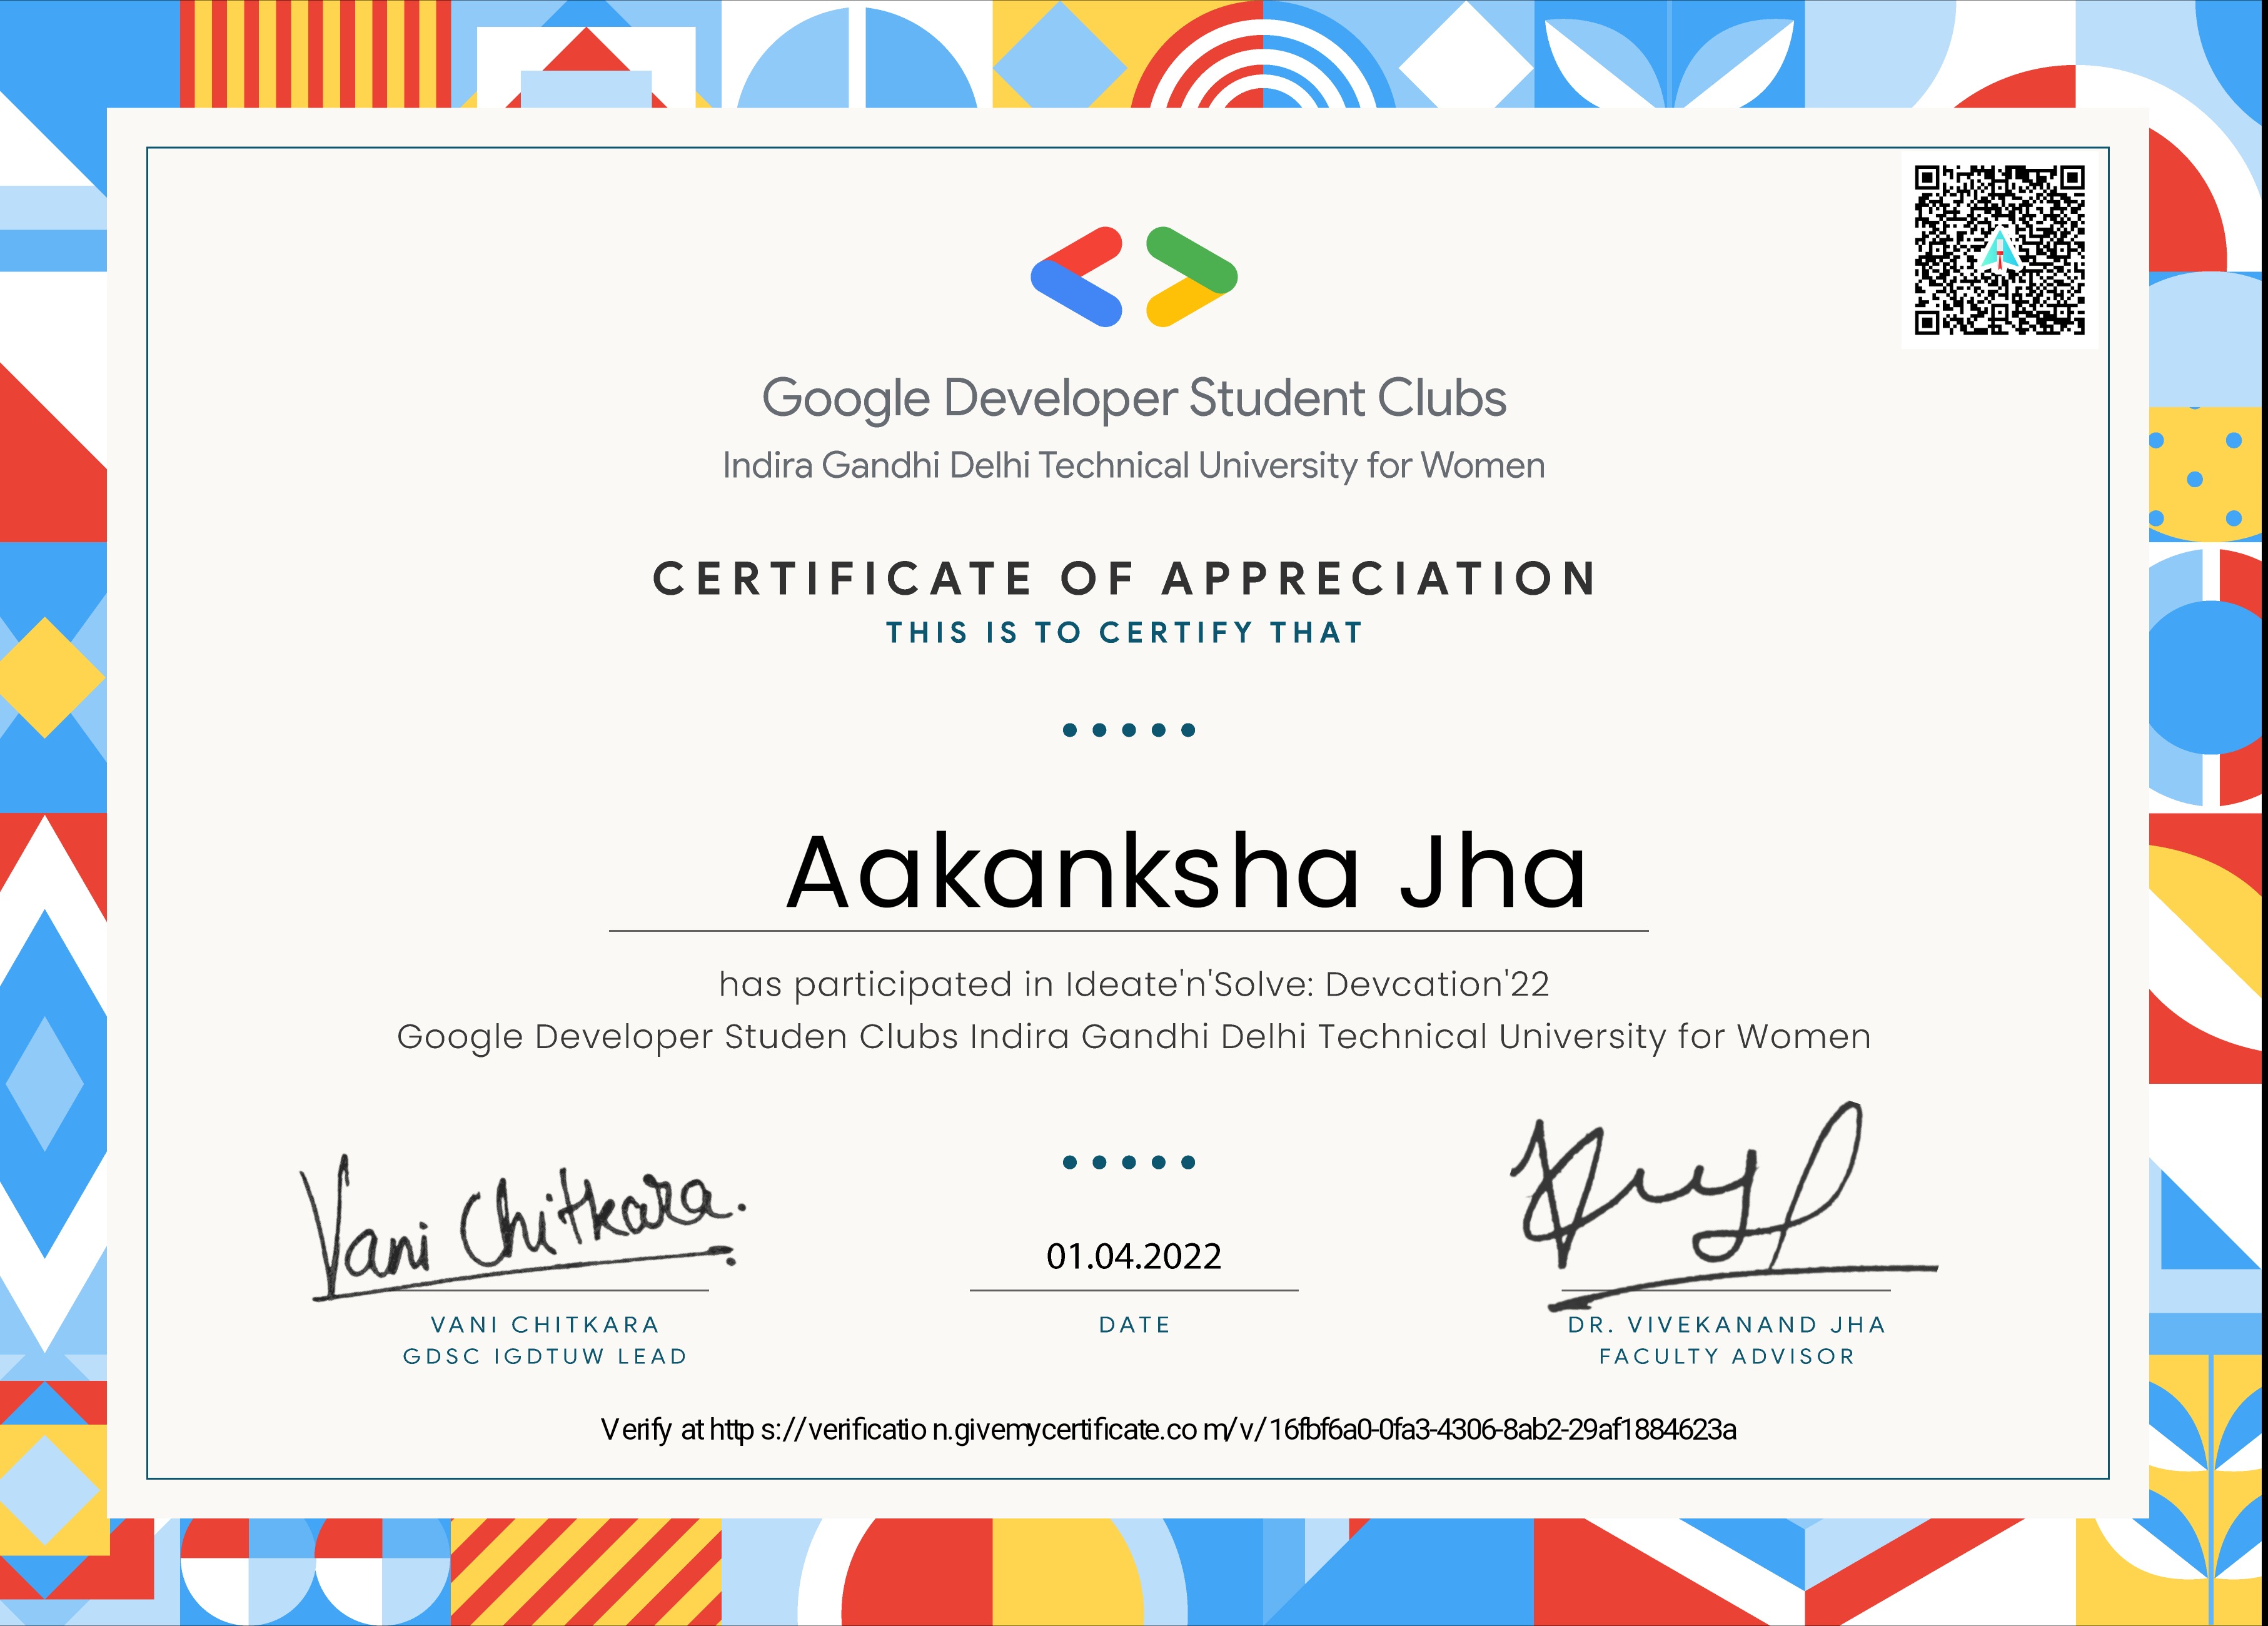 Google Developer Student Clubs
Indira Gandhi Delhi Technical University for Women
CERTIFICATE OF APPRECIATION
THIS IS TO CERTIFY THAT
Aakanksha Jha
has participated in Ideate'n'Solve: Devcation'22
Google Developer Studen Clubs Indira Gandhi Delhi Technical University for Women
Vani Chitkara.
01.04.2022
VANI CHITKARA
GDSC IGDTUW LEAD
DATE
DR. VIVEKANAND JHA
FACULTY ADVISOR
Verify at https://verification.givemycertificate.com/v/16fbf6a0-0fa3-4306-8ab2-29af1884623a